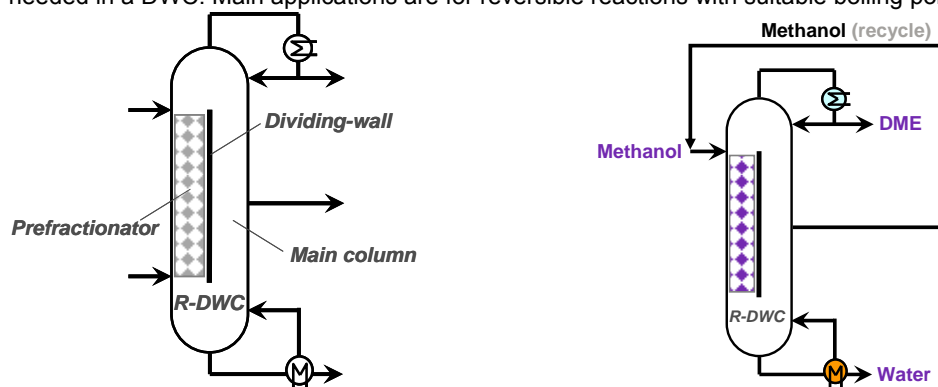 needed in a DWC. Main applications are for reversible reactions with suitable boiling
Methanol (recycle)
Dividing-wall
DME
Methanol
Prefractionator
Main column
R-DWC
R-DWC
M
M
Water